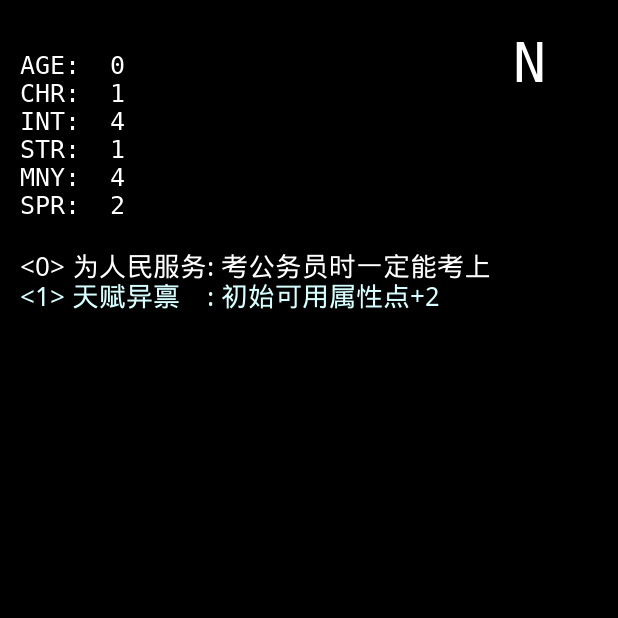 N
AGE: 0
CHR: 1
INT: 4
STR: 1
MNY: 4
SPR: 2
<0> 为人民服务: 考公务员时一定能考上
<1> 天赋异禀 : 初始可用属性点+2